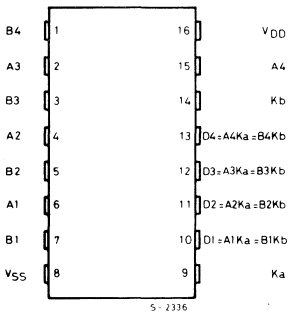 B4 1 16 VDD
A3 2 15 A4
B3 3 14 Kb
A2 4 13 D4=A4Ka=B4Kb
B2 5 12 D3=A3Ka=B3Kb
A1 6 11 D2=A2Ka=B2Kb
B1 7 10 D1=A1Ka=B1Kb
VSS 8 9 Ka
S-2336